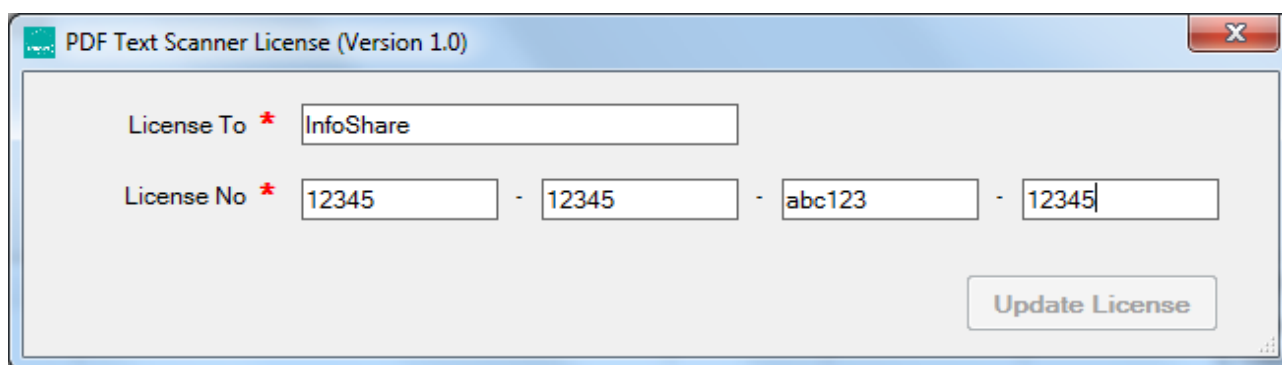 PDF Text Scanner License (Version 1.0)
License To * InfoShare
License No * 12345 - 12345 - abc123 - 12345
Update License